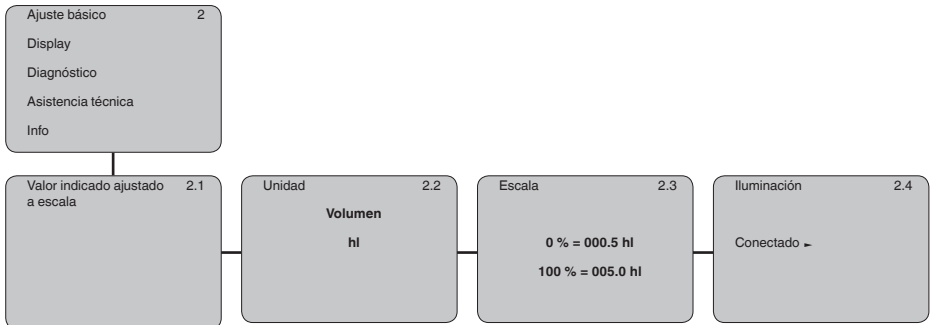 Ajuste básico 2
Display
Diagnóstico
Asistencia técnica
Info
Valor indicado ajustado 2.1
a escala
Unidad 2.2
Volumen
hl
Escala 2.3
0 % = 000.5 hl
100 % = 005.0 hl
Iluminación 2.4
Conectado ►